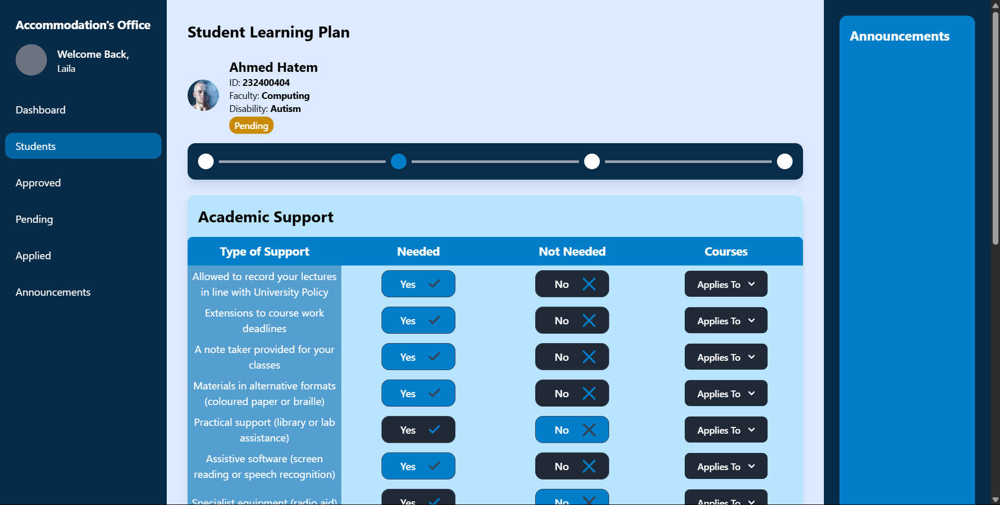 Accommodation's Office
Welcome Back,
Laila
Dashboard
Students
Approved
Pending
Applied
Announcements
Student Learning Plan
Ahmed Hatem
ID: 232400404
Faculty: Computing
Disability: Autism
Pending
Academic Support
Type of Support Needed Not Needed Courses
Allowed to record your lectures
in line with University Policy
Yes No Applies To
Extensions to course work
deadlines
Yes No Applies To
A note taker provided for your
classes
Yes No Applies To
Materials in alternative formats
(coloured paper or braille)
Yes No Applies To
Practical support (library or lab
assistance)
Yes No Applies To
Assistive software (screen
reading or speech recognition)
Yes No Applies To
Specialist equipment (radio aid)
Yes No Applies To
Announcements